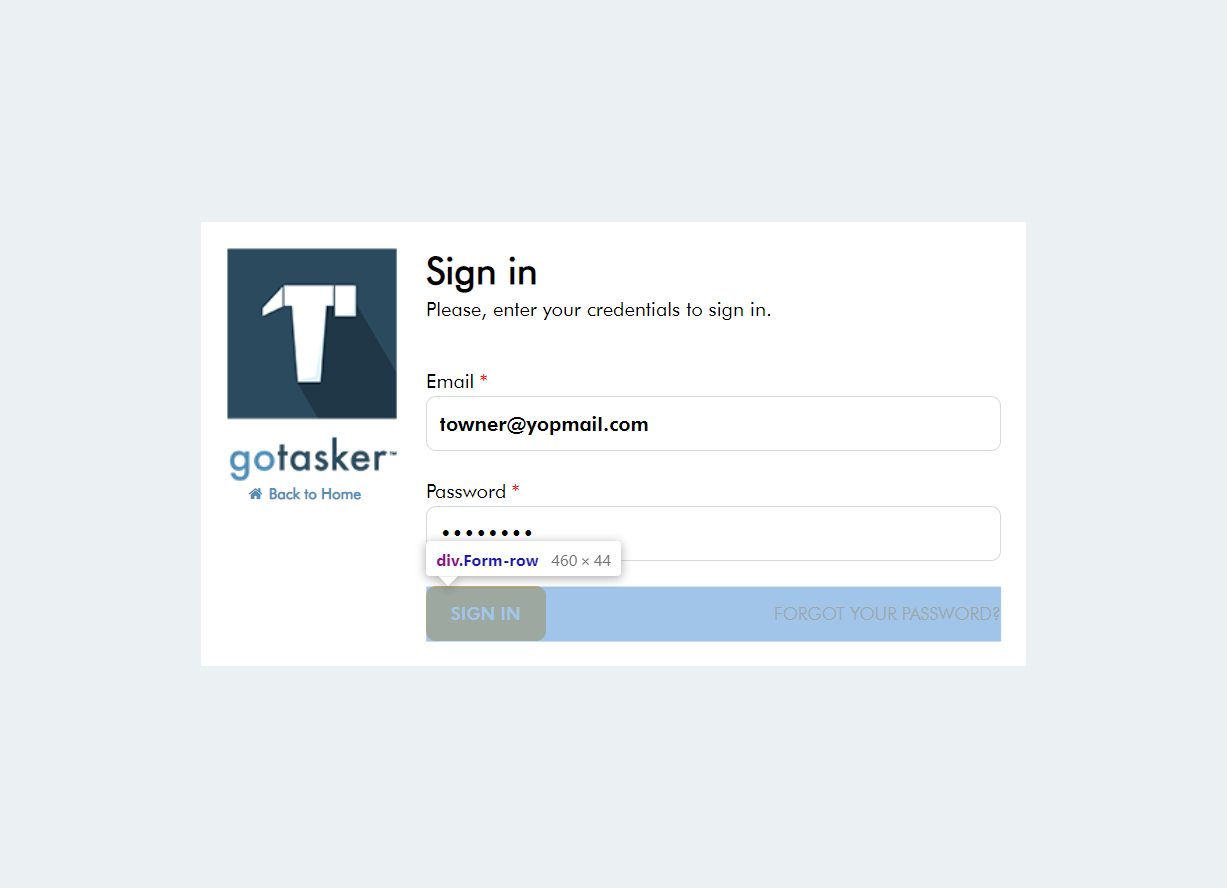 Sign in
Please, enter your credentials to sign in.
Email *
towner@yopmail.com
gotasker™
Back to Home
Password *
••••••••
div.Form-row 460 × 44
SIGN IN
FORGOT YOUR PASSWORD?